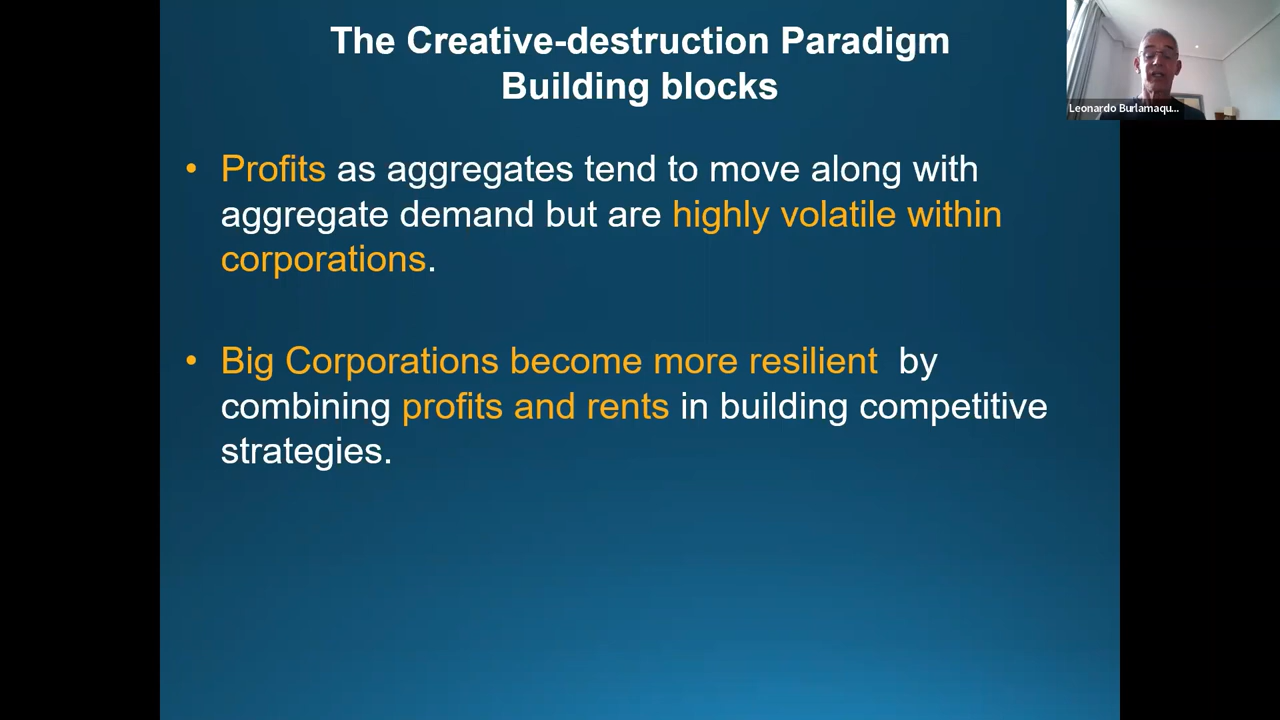 The Creative-destruction Paradigm
Building blocks
Leonardo Burlamaqu...
• Profits as aggregates tend to move along with
aggregate demand but are highly volatile within
corporations.
• Big Corporations become more resilient by
combining profits and rents in building competitive
strategies.